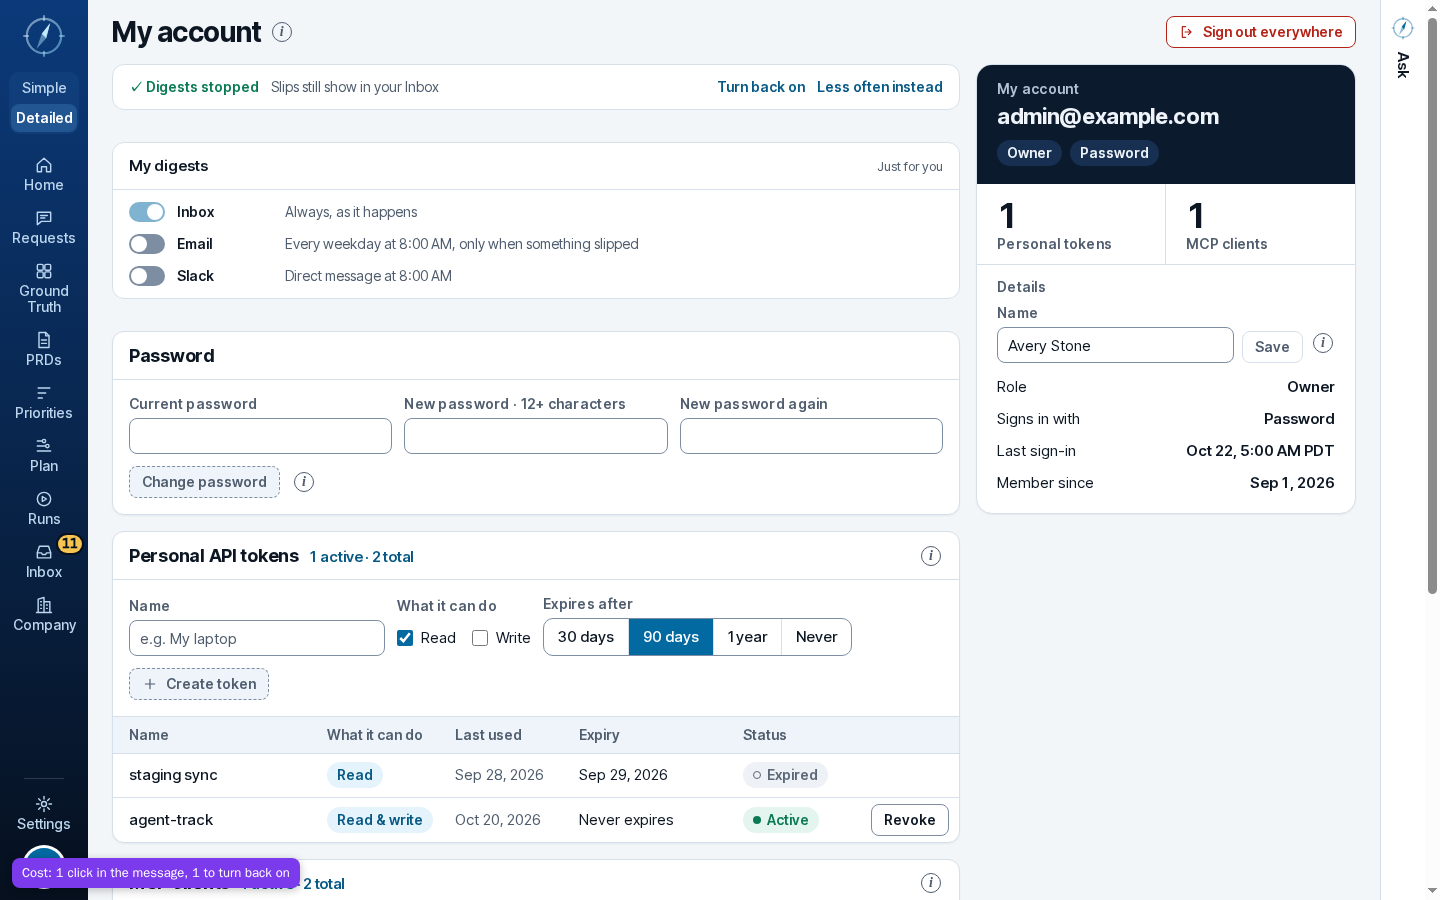 Simple
Detailed
Home
Requests
Ground
Truth
PRDs
Priorities
Plan
Runs
11
Inbox
Company
Settings
My account i
Sign out everywhere
✓ Digests stopped Slips still show in your Inbox Turn back on Less often instead
My digests Just for you
Inbox Always, as it happens
Email Every weekday at 8:00 AM, only when something slipped
Slack Direct message at 8:00 AM
Password
Current password New password · 12+ characters New password again
Change password i
Personal API tokens 1 active · 2 total i
Name What it can do Expires after
e.g. My laptop Read Write 30 days 90 days 1 year Never
Create token
Name What it can do Last used Expiry Status
staging sync Read Sep 28, 2026 Sep 29, 2026 Expired
agent-track Read & write Oct 20, 2026 Never expires Active Revoke
2 total i
Cost: 1 click in the message, 1 to turn back on
My account
admin@example.com
Owner Password
1 1
Personal tokens MCP clients
Details
Name
Avery Stone Save i
Role Owner
Signs in with Password
Last sign-in Oct 22, 5:00 AM PDT
Member since Sep 1, 2026
Ask